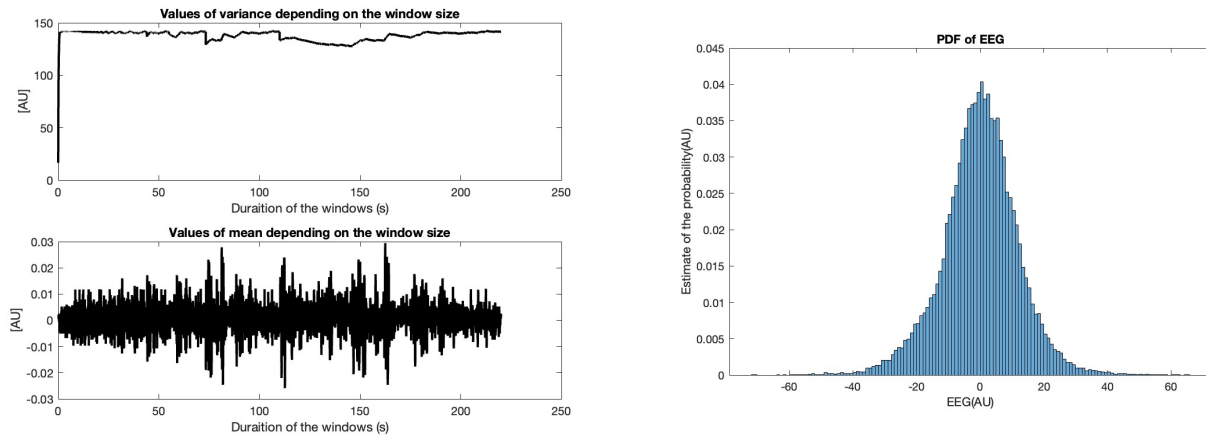 Values of variance depending on the window size
150
100
50
0
[AU]
0 50 100 150 200 250
Duraition of the windows (s)
Values of mean depending on the window size
0.03
0.02
0.01
0
-0.01
-0.02
-0.03
[AU]
0 50 100 150 200 250
Duraition of the windows (s)
PDF of EEG
0.045
0.04
0.035
0.03
0.025
0.02
0.015
0.01
0.005
0
Estimate of the probability(AU)
-60 -40 -20 0 20 40 60
EEG(AU)